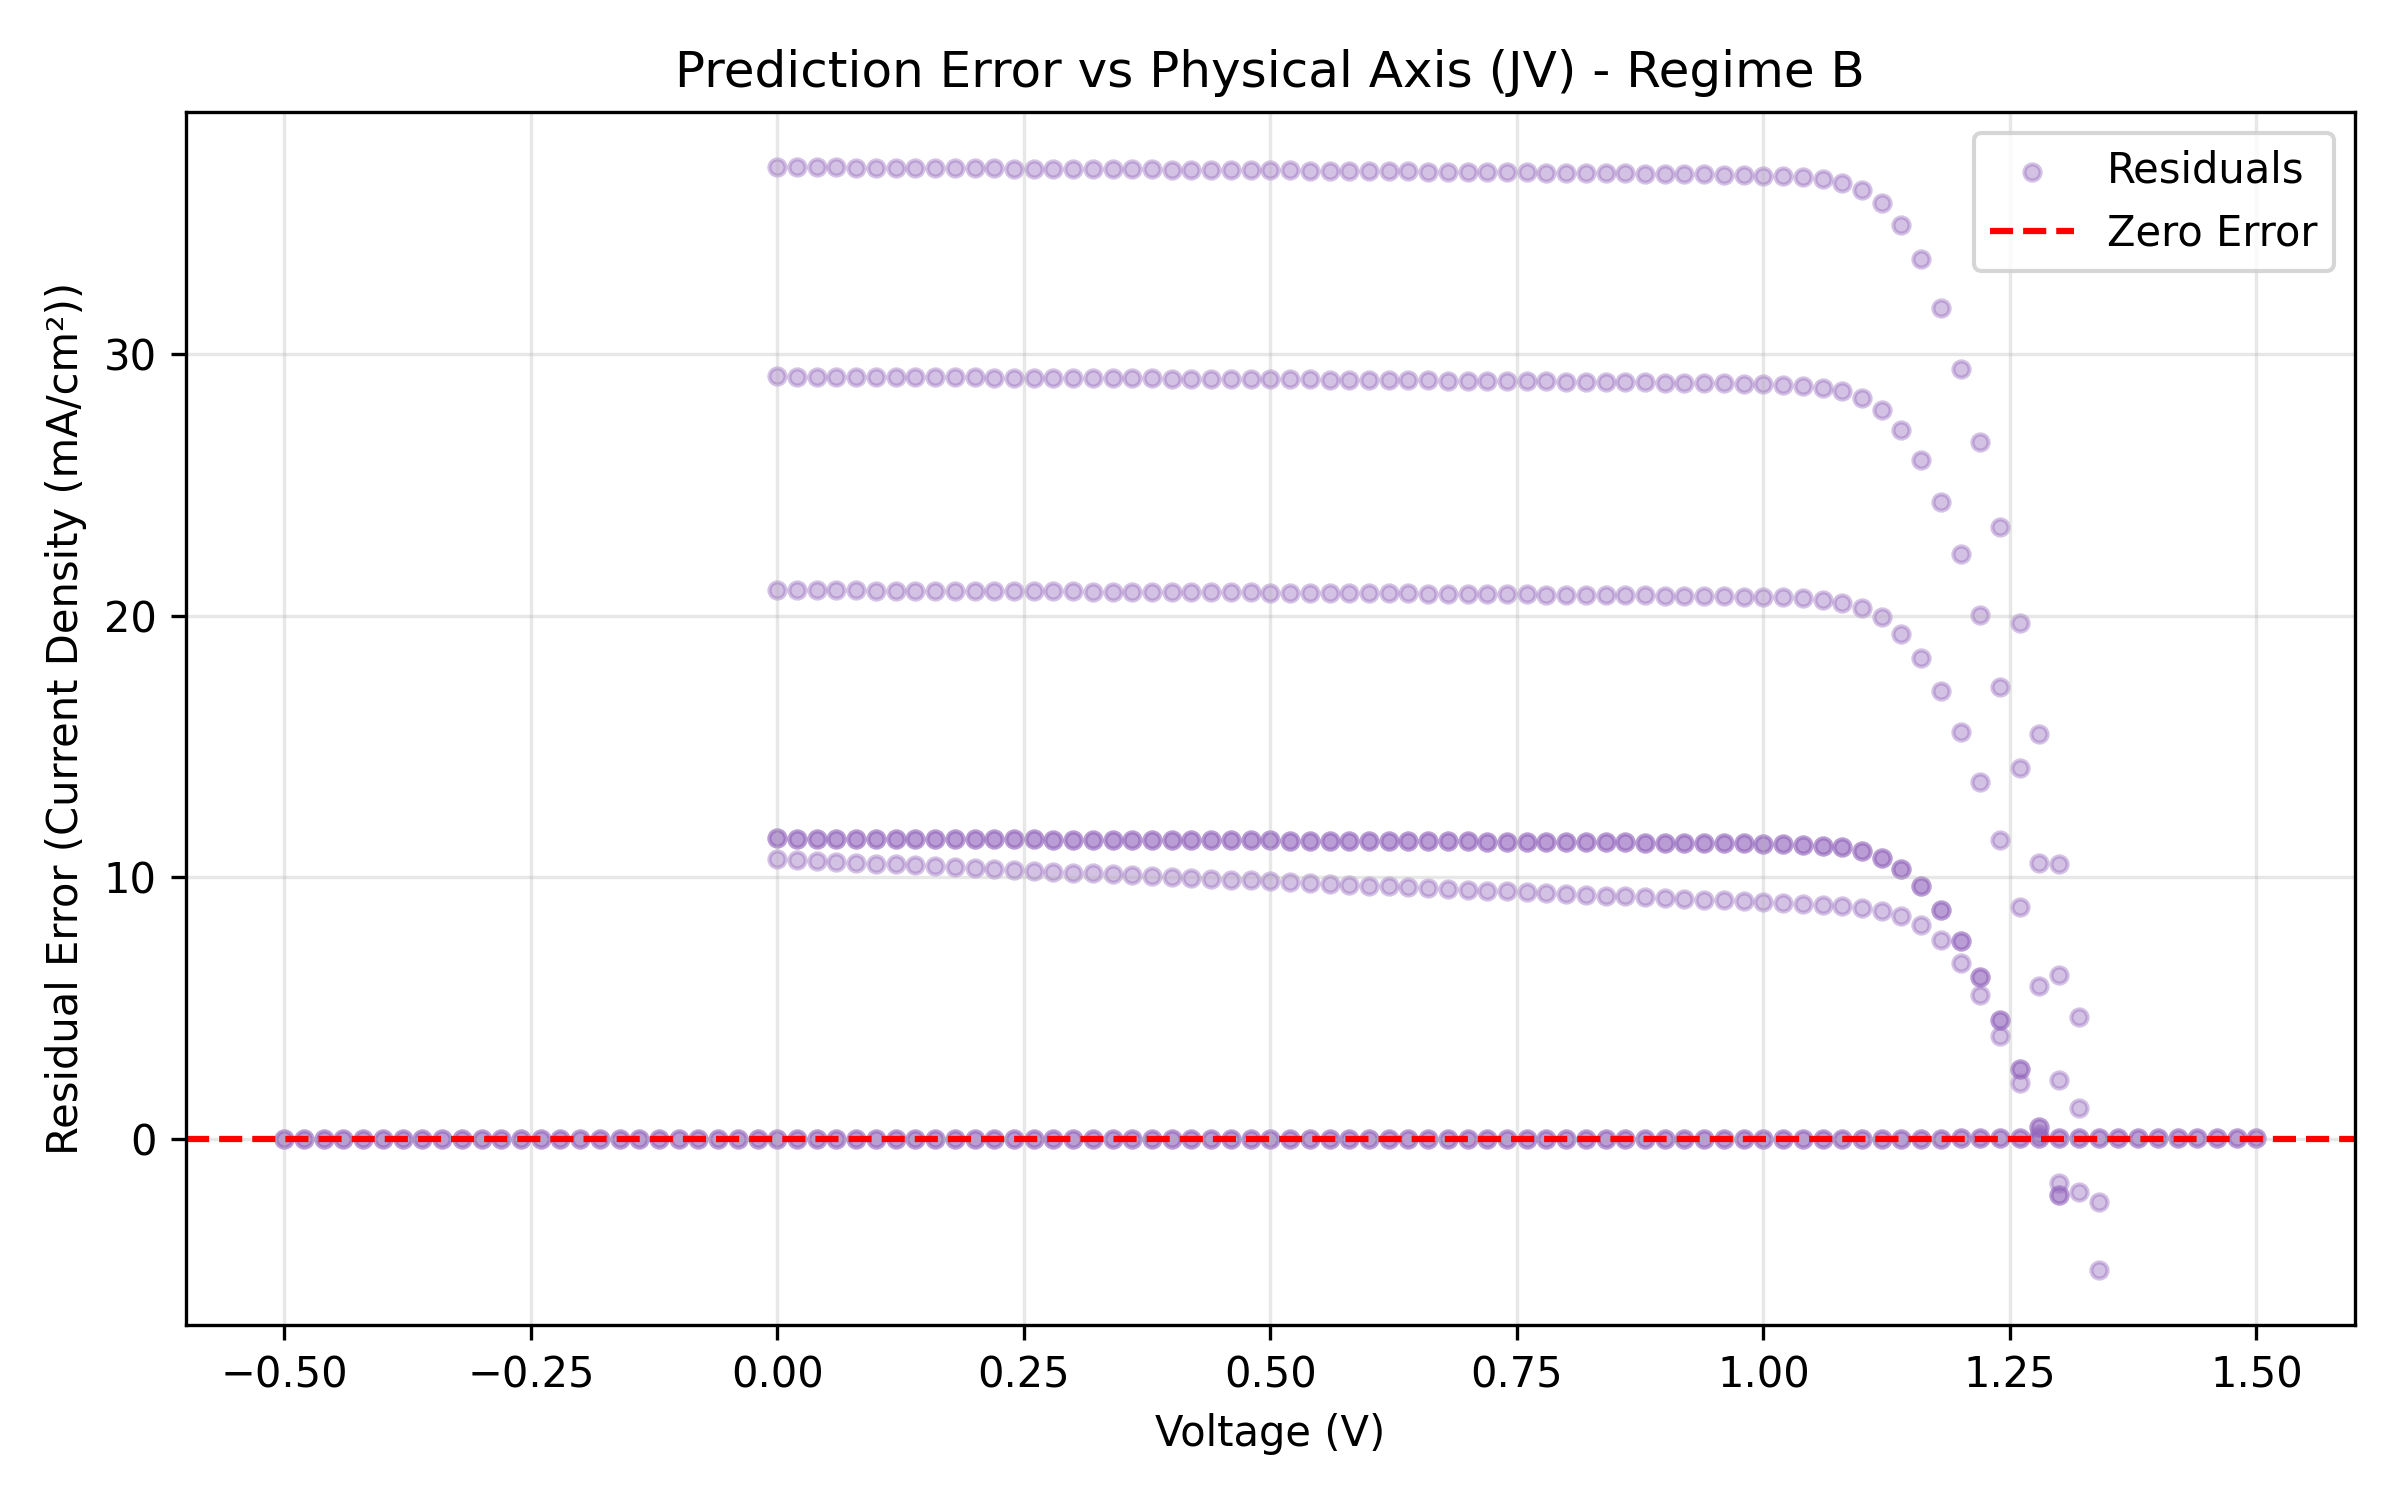 Prediction Error vs Physical Axis (JV) - Regime B
Residuals
Zero Error
Residual Error (Current Density (mA/cm²))
30
20
10
0
−0.50
−0.25
0.00
0.25
0.50
0.75
1.00
1.25
1.50
Voltage (V)